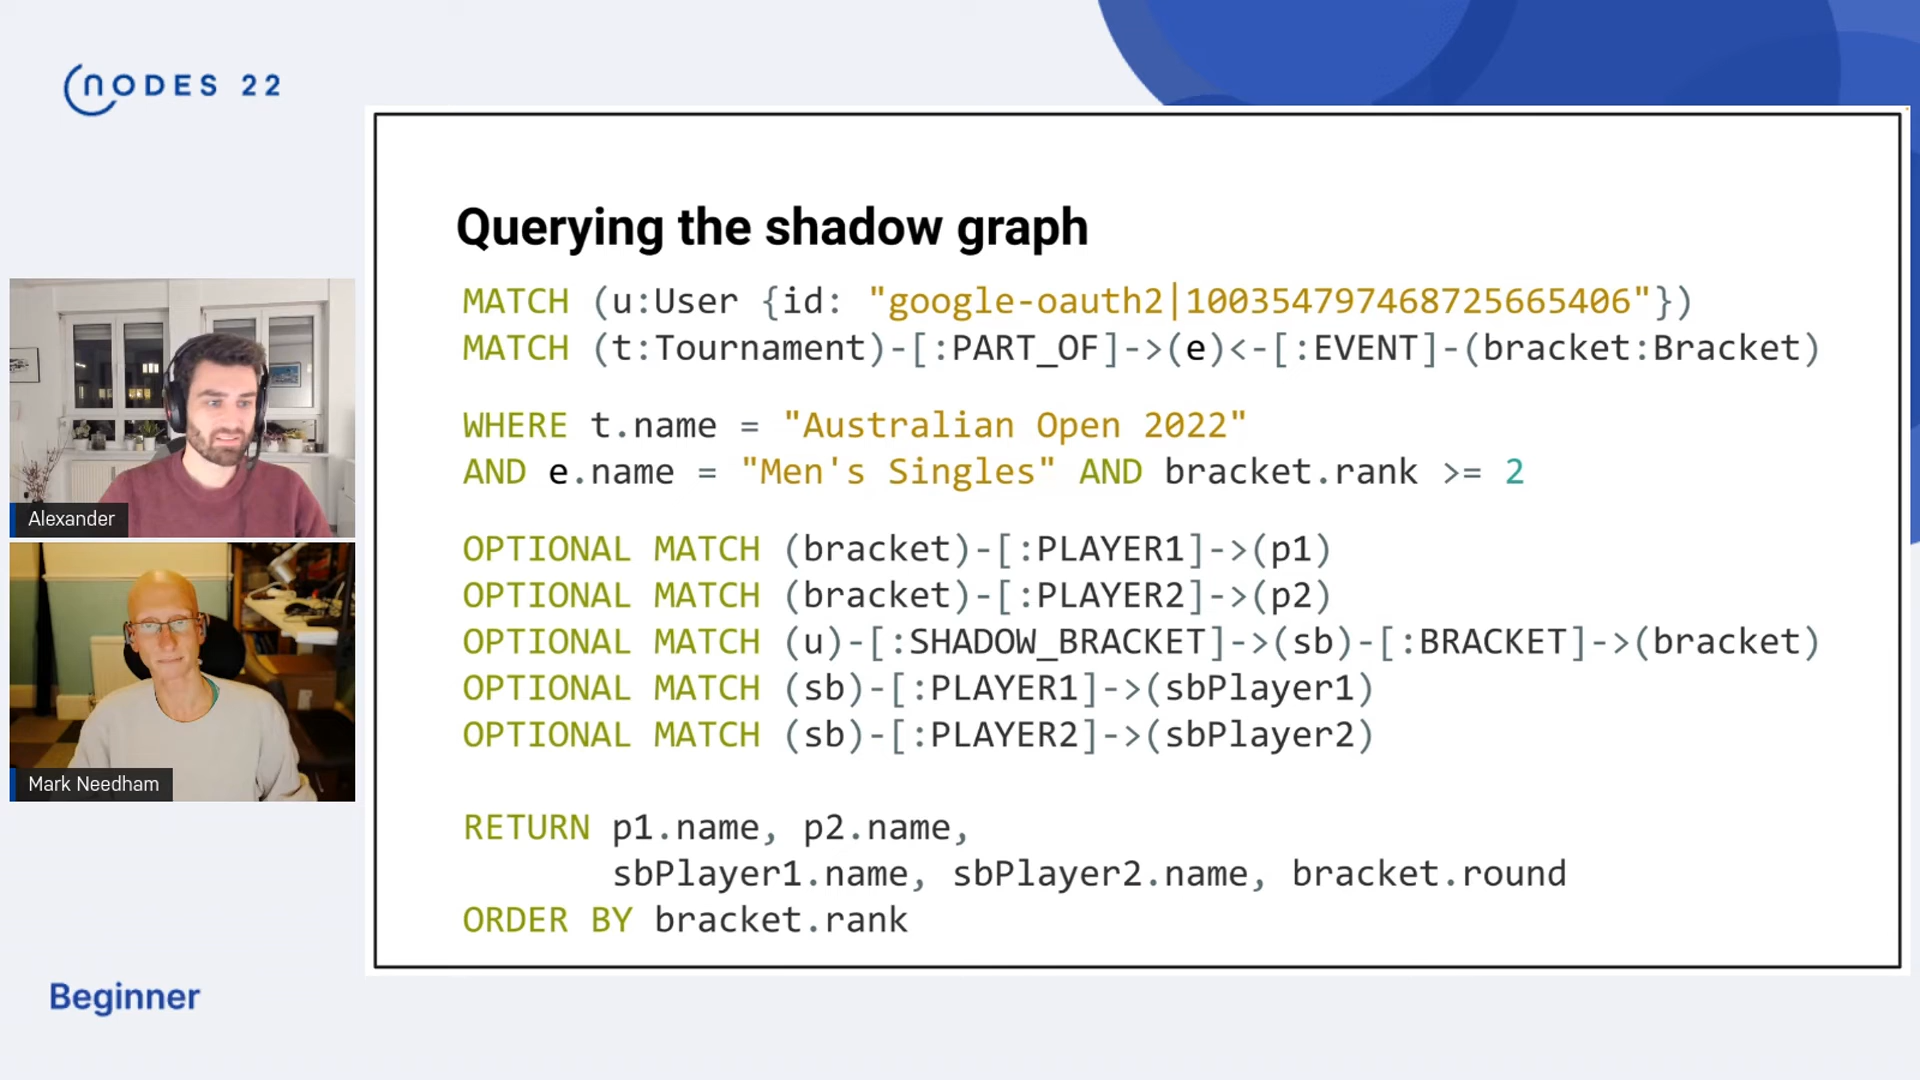 NODES 22
Querying the shadow graph
MATCH (u:User {id: "google-oauth2|100354797468725665406"})
MATCH (t:Tournament)-[:PART_OF]->(e)<-[:EVENT]-(bracket:Bracket)
WHERE t.name = "Australian Open 2022"
AND e.name = "Men's Singles" AND bracket.rank >= 2
OPTIONAL MATCH (bracket)-[:PLAYER1]->(p1)
OPTIONAL MATCH (bracket)-[:PLAYER2]->(p2)
OPTIONAL MATCH (u)-[:SHADOW_BRACKET]->(sb)-[:BRACKET]->(bracket)
OPTIONAL MATCH (sb)-[:PLAYER1]->(sbPlayer1)
OPTIONAL MATCH (sb)-[:PLAYER2]->(sbPlayer2)
RETURN p1.name, p2.name,
sbPlayer1.name, sbPlayer2.name, bracket.round
ORDER BY bracket.rank
Alexander
Mark Needham
Beginner